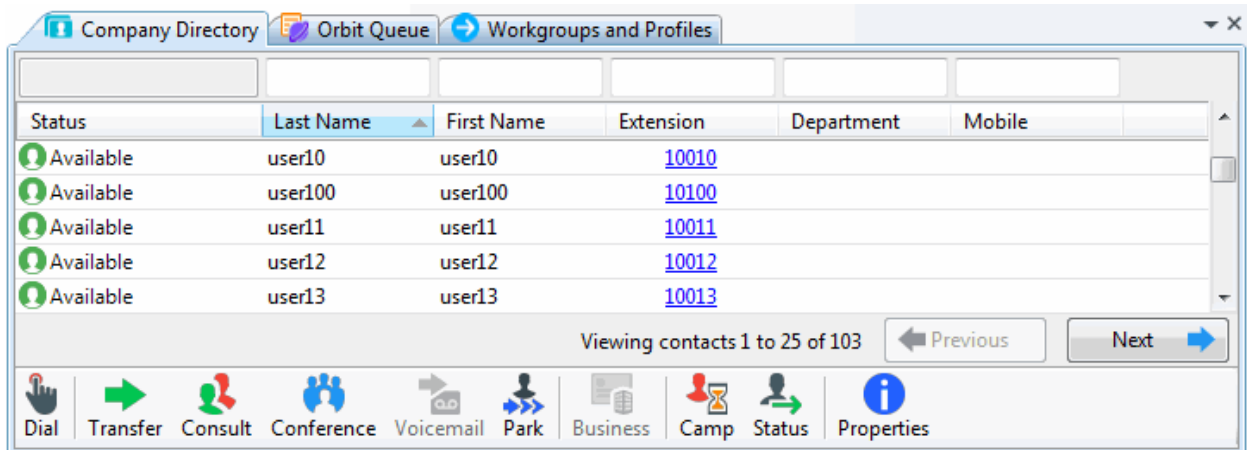 Company Directory Orbit Queue Workgroups and Profiles
Status Last Name First Name Extension Department Mobile
Available user10 user10 10010
Available user100 user100 10100
Available user11 user11 10011
Available user12 user12 10012
Available user13 user13 10013
Viewing contacts 1 to 25 of 103 Previous Next
Dial Transfer Consult Conference Voicemail Park Business Camp Status Properties